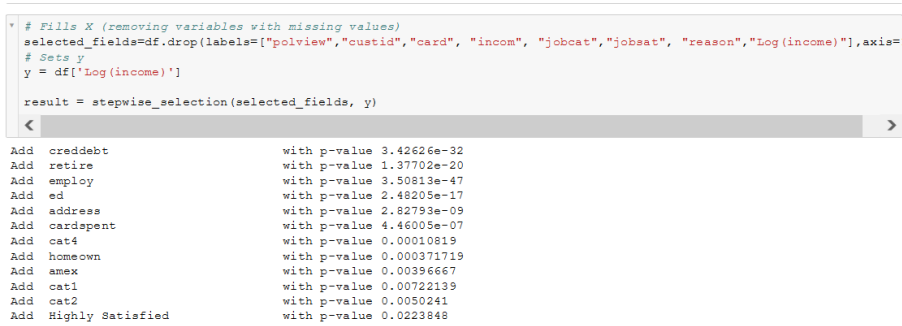 # Fills X (removing variables with missing values)
selected_fields=df.drop(labels=["polview","custid","card", "incom", "jobcat","jobsat", "reason","Log(income)"],axis=
# Sets y
y = df['Log(income)']
result = stepwise_selection(selected_fields, y)
Add creddebt with p-value 3.42626e-32
Add retire with p-value 1.37702e-20
Add employ with p-value 3.50813e-47
Add ed with p-value 2.48205e-17
Add address with p-value 2.82793e-09
Add cardspent with p-value 4.46005e-07
Add cat4 with p-value 0.00010819
Add homeown with p-value 0.000371719
Add amex with p-value 0.00396667
Add cat1 with p-value 0.00722139
Add cat2 with p-value 0.0050241
Add Highly Satisfied with p-value 0.0223848